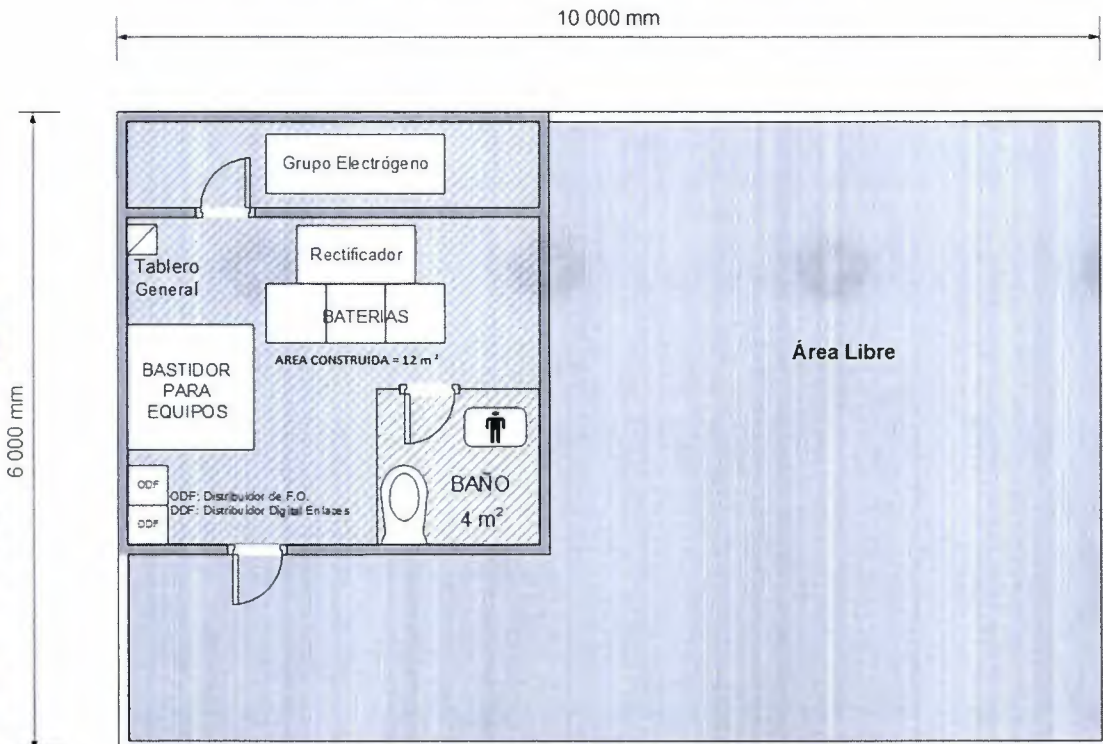 10 000 mm
6 000 mm
Grupo Electrógeno
Tablero
General
Rectificador
BATERIAS
AREA CONSTRUIDA = 12 m²
BASTIDOR
PARA
EQUIPOS
Área Libre
BAÑO
4 m²
ODF
DDF
ODF: Distribuidor de F.O.
DDF: Distribuidor Digital Enlaces